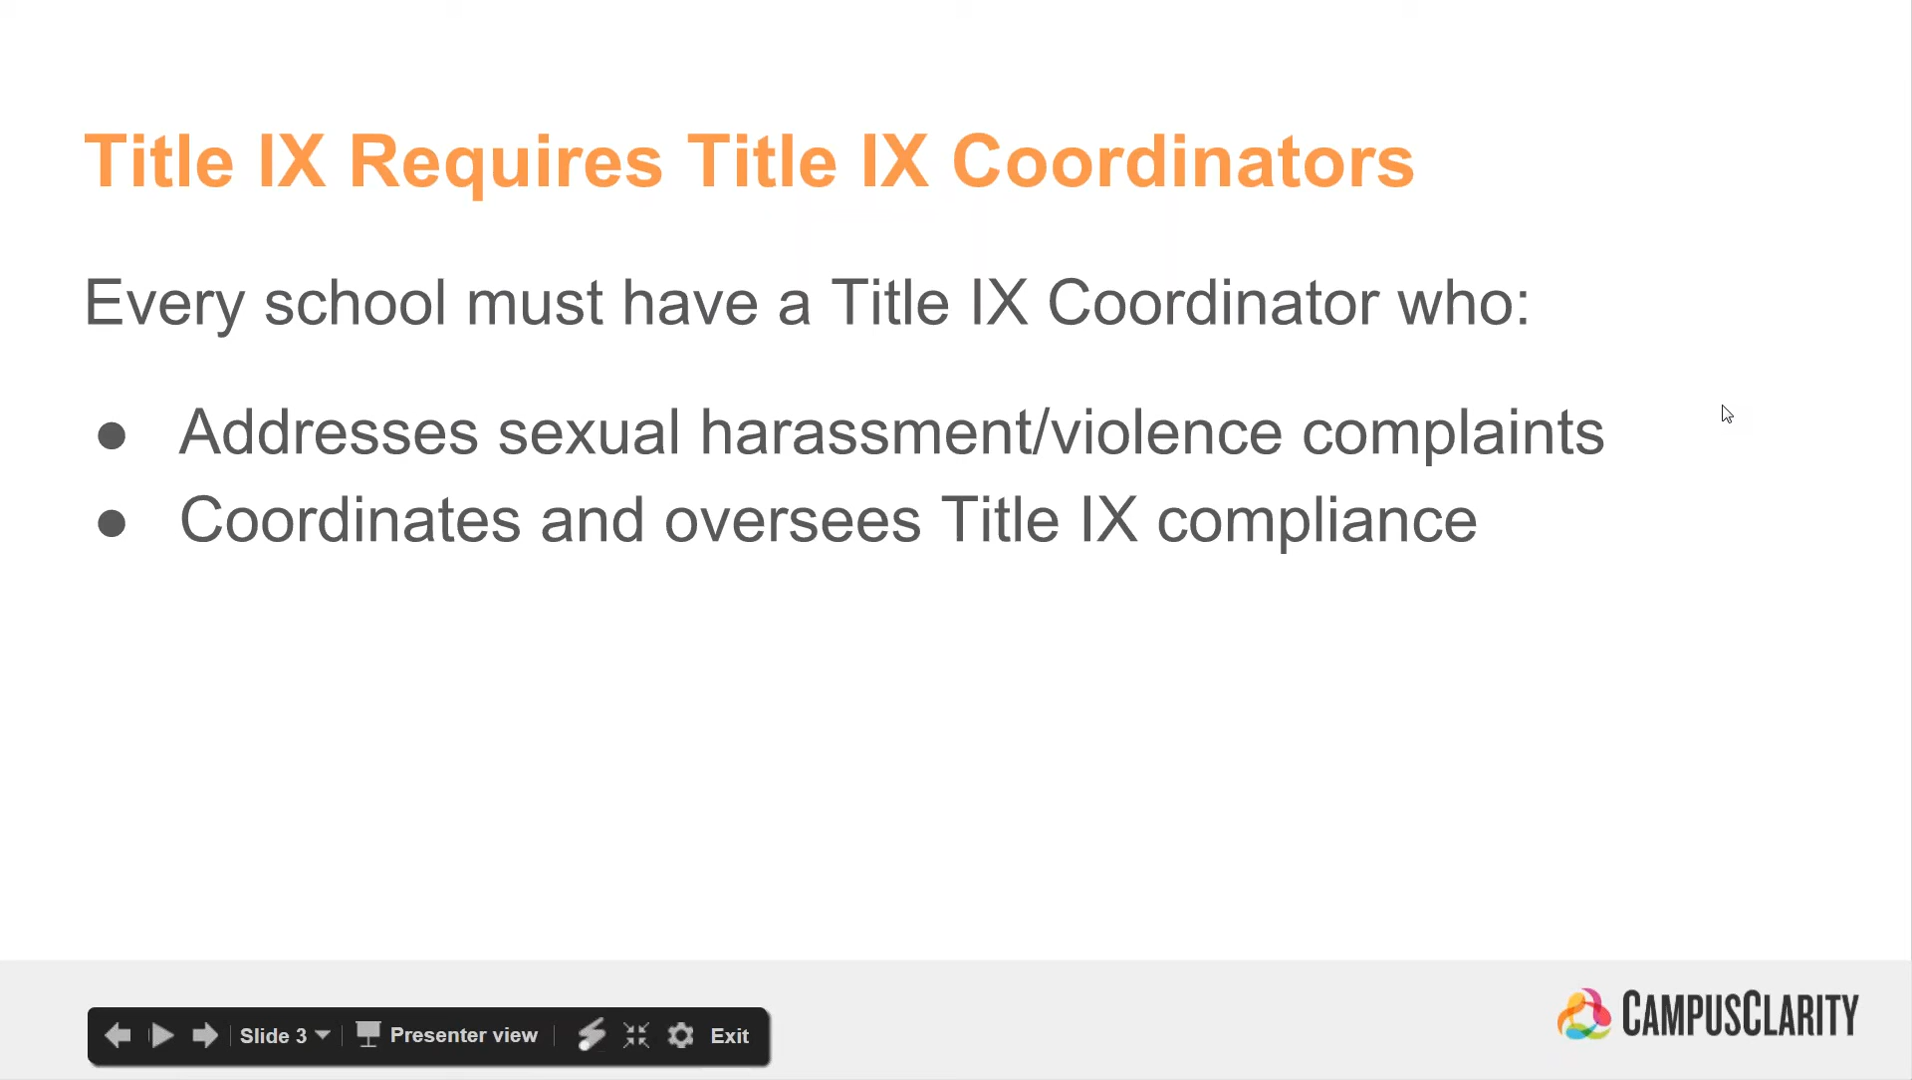 Title IX Requires Title IX Coordinators
Every school must have a Title IX Coordinator who:
● Addresses sexual harassment/violence complaints
● Coordinates and oversees Title IX compliance
CAMPUSCLARITY
Slide 3 Presenter view Exit